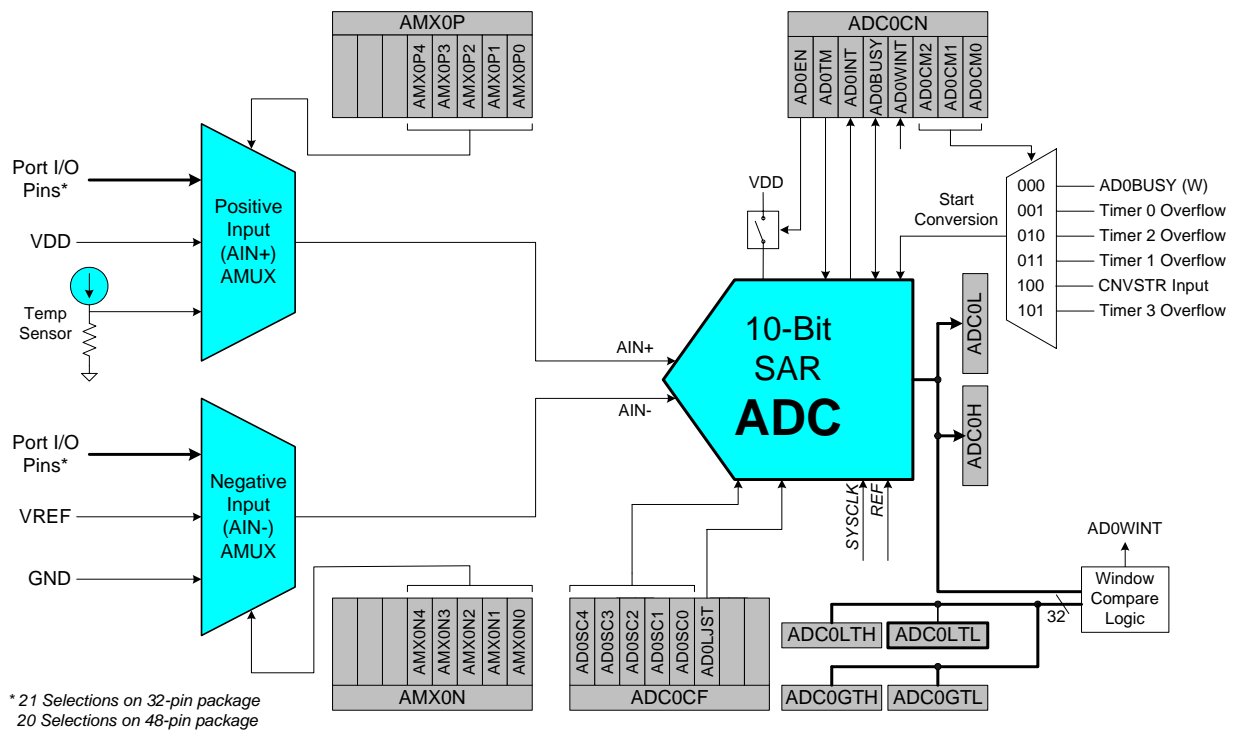 AMX0P
AMX0P4
AMX0P3
AMX0P2
AMX0P1
AMX0P0
ADC0CN
AD0EN
AD0TM
AD0INT
AD0BUSY
AD0WINT
AD0CM2
AD0CM1
AD0CM0
Port I/O
Pins*
VDD
Temp
Sensor
Positive
Input
(AIN+)
AMUX
VDD
Start
Conversion
000
AD0BUSY (W)
001
Timer 0 Overflow
010
Timer 2 Overflow
011
Timer 1 Overflow
100
CNVSTR Input
101
Timer 3 Overflow
AIN+
AIN-
10-Bit
SAR
ADC
ADC0L
ADC0H
Port I/O
Pins*
VREF
GND
Negative
Input
(AIN-)
AMUX
SYSCLK
REF
AD0WINT
Window
Compare
Logic
32
AMX0N4
AMX0N3
AMX0N2
AMX0N1
AMX0N0
AMX0N
AD0SC4
AD0SC3
AD0SC2
AD0SC1
AD0SC0
AD0LJST
ADC0CF
ADC0LTH
ADC0LTL
ADC0GTH
ADC0GTL
* 21 Selections on 32-pin package
20 Selections on 48-pin package